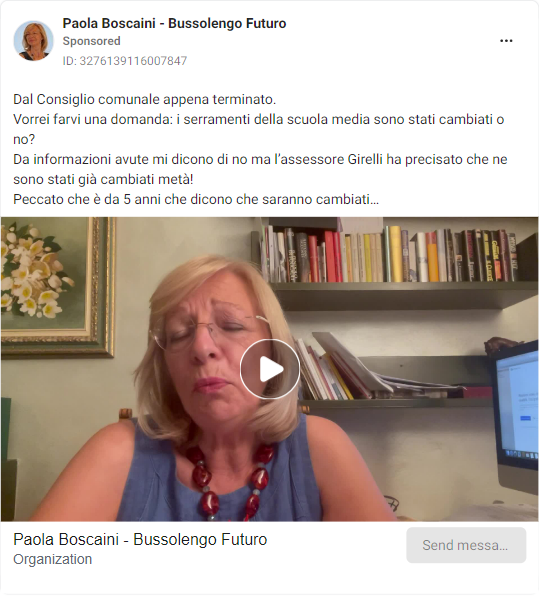 Paola Boscaini - Bussolengo Futuro
Sponsored
ID: 3276139116007847
Dal Consiglio comunale appena terminato.
Vorrei farvi una domanda: i serramenti della scuola media sono stati cambiati o
no?
Da informazioni avute mi dicono di no ma l'assessore Girelli ha precisato che ne
sono stati già cambiati metà!
Peccato che è da 5 anni che dicono che saranno cambiati...
Paola Boscaini - Bussolengo Futuro
Organization
Send messa...